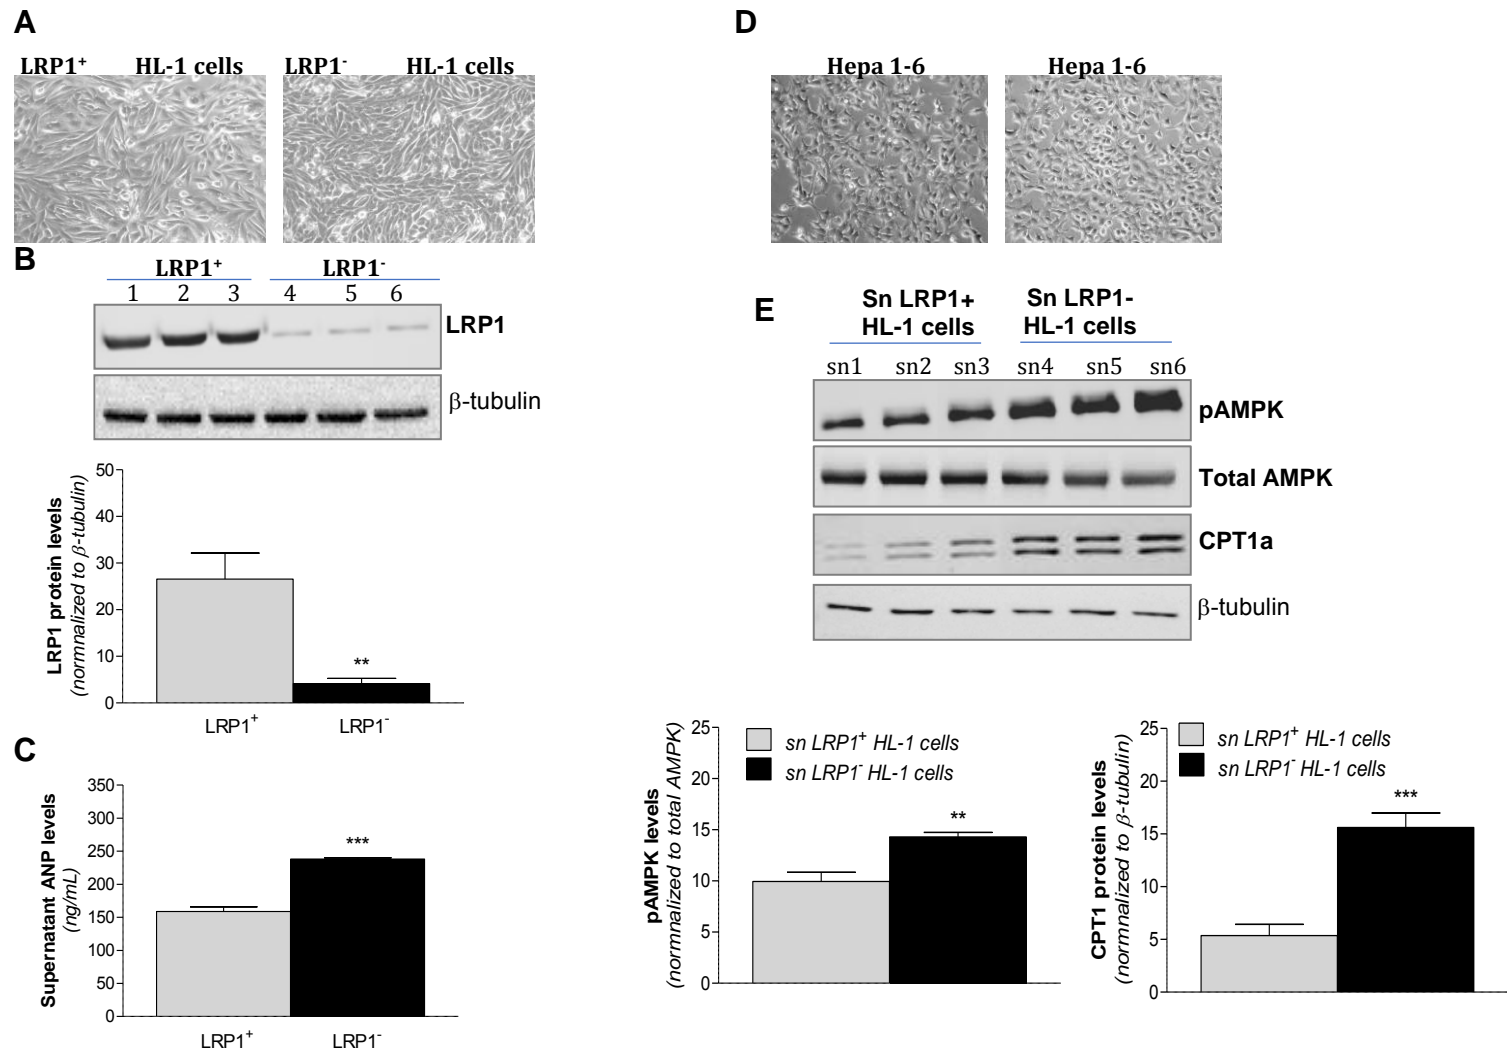 A
LRP1⁺ HL-1 cells LRP1⁻ HL-1 cells
B
LRP1⁺ LRP1⁻
1 2 3 4 5 6
LRP1
β-tubulin
LRP1 protein levels
(normnalized to β-tubulin)
50
40
30
20
10
0
**
LRP1⁺ LRP1⁻
C
Supernatant ANP levels
(ng/mL)
350
300
250
200
150
100
50
0
***
LRP1⁺ LRP1⁻
D
Hepa 1-6 Hepa 1-6
E
Sn LRP1+ Sn LRP1-
HL-1 cells HL-1 cells
sn1 sn2 sn3 sn4 sn5 sn6
pAMPK
Total AMPK
CPT1a
β-tubulin
pAMPK levels
(normnalized to total AMPK)
25
20
15
10
5
0
sn LRP1⁺ HL-1 cells
sn LRP1⁻ HL-1 cells
**
CPT1 protein levels
(normnalized to β-tubulin)
25
20
15
10
5
0
sn LRP1⁺ HL-1 cells
sn LRP1⁻ HL-1 cells
***